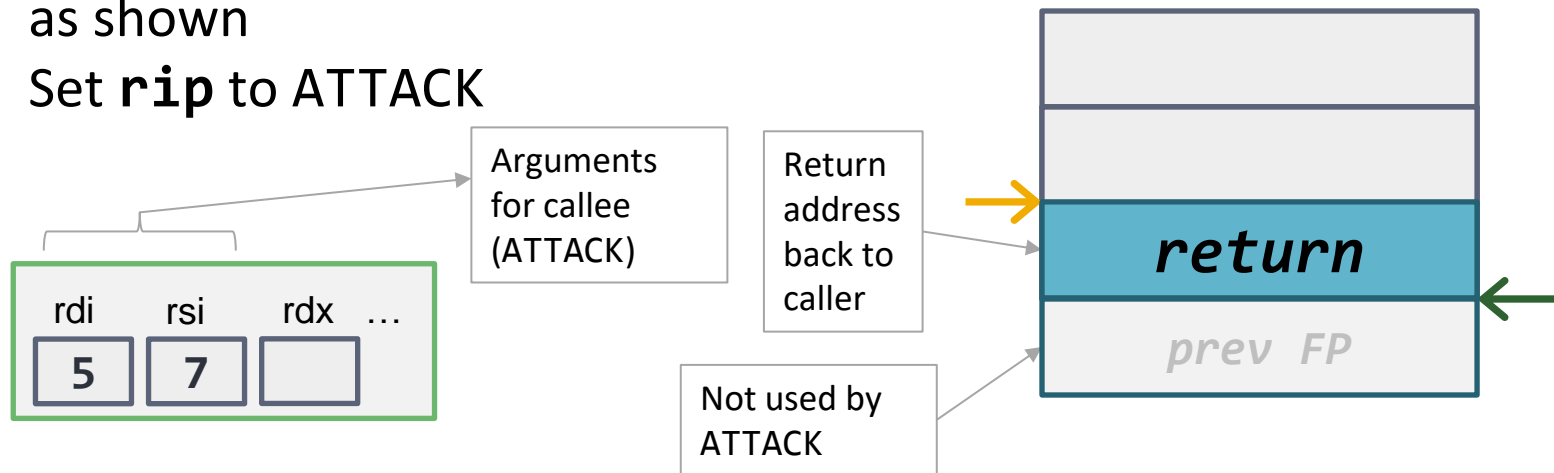 as shown
Set rip to ATTACK
Arguments
for callee
(ATTACK)
Return
address
back to
caller
return
rdi rsi rdx …
5 7
prev FP
Not used by
ATTACK